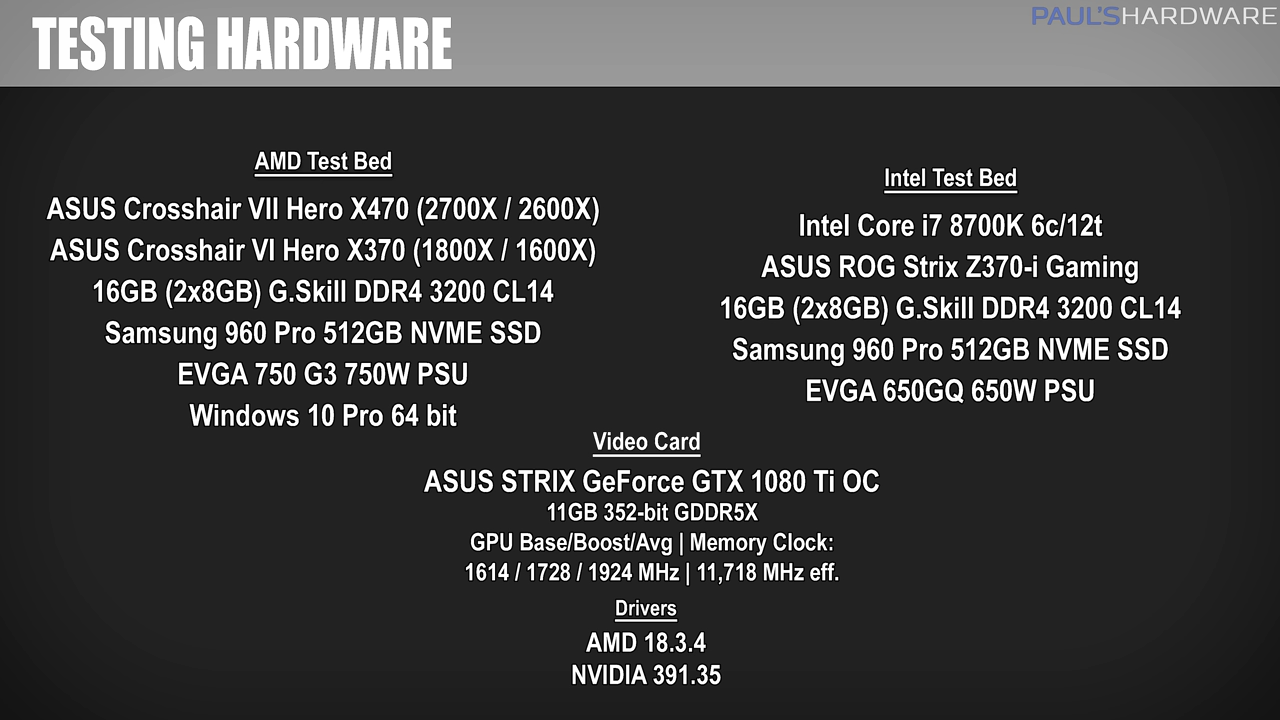 TESTING HARDWARE
PAUL'SHARDWARE
AMD Test Bed
ASUS Crosshair VII Hero X470 (2700X / 2600X)
ASUS Crosshair VI Hero X370 (1800X / 1600X)
16GB (2x8GB) G.Skill DDR4 3200 CL14
Samsung 960 Pro 512GB NVME SSD
EVGA 750 G3 750W PSU
Windows 10 Pro 64 bit
Intel Test Bed
Intel Core i7 8700K 6c/12t
ASUS ROG Strix Z370-i Gaming
16GB (2x8GB) G.Skill DDR4 3200 CL14
Samsung 960 Pro 512GB NVME SSD
EVGA 650GQ 650W PSU
Video Card
ASUS STRIX GeForce GTX 1080 Ti OC
11GB 352-bit GDDR5X
GPU Base/Boost/Avg | Memory Clock:
1614 / 1728 / 1924 MHz | 11,718 MHz eff.
Drivers
AMD 18.3.4
NVIDIA 391.35